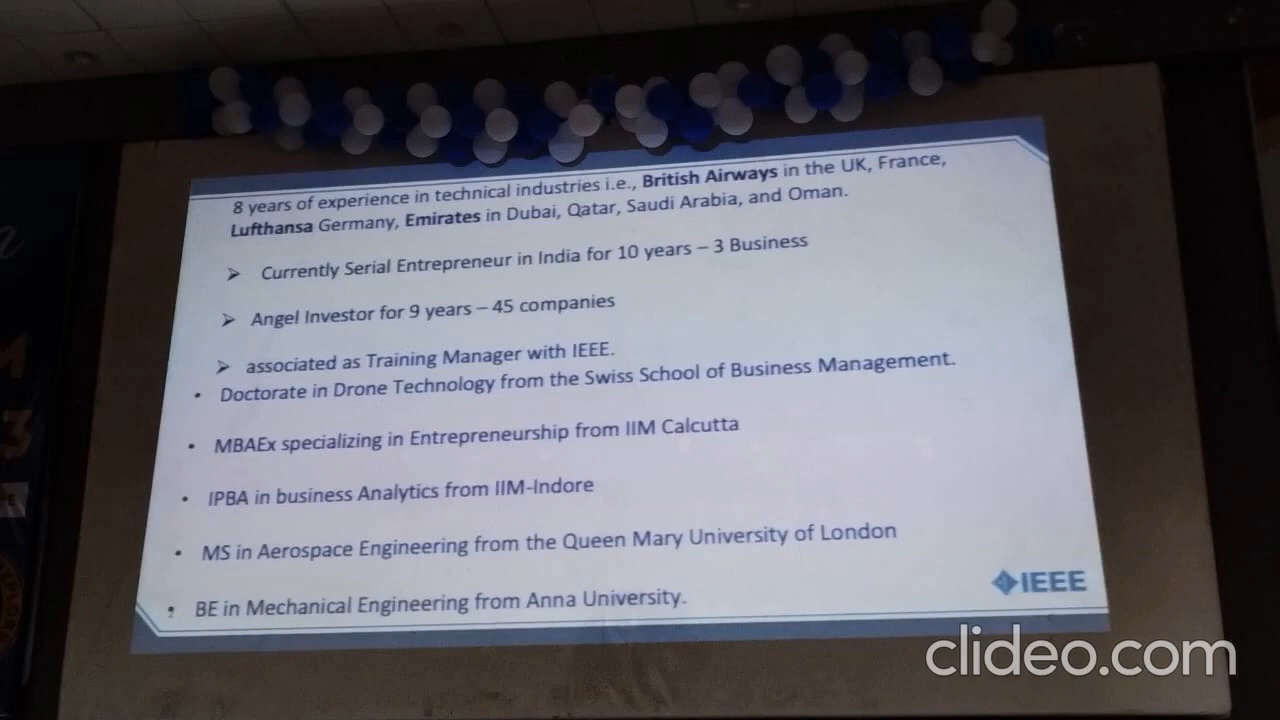 8 years of experience in technical industries i.e., British Airways in the UK, France,
Lufthansa Germany, Emirates in Dubai, Qatar, Saudi Arabia, and Oman.
➢ Currently Serial Entrepreneur in India for 10 years – 3 Business
➢ Angel Investor for 9 years – 45 companies
➢ associated as Training Manager with IEEE.
• Doctorate in Drone Technology from the Swiss School of Business Management.
• MBAEx specializing in Entrepreneurship from IIM Calcutta
• IPBA in business Analytics from IIM-Indore
• MS in Aerospace Engineering from the Queen Mary University of London
• BE in Mechanical Engineering from Anna University.
IEEE
clideo.com